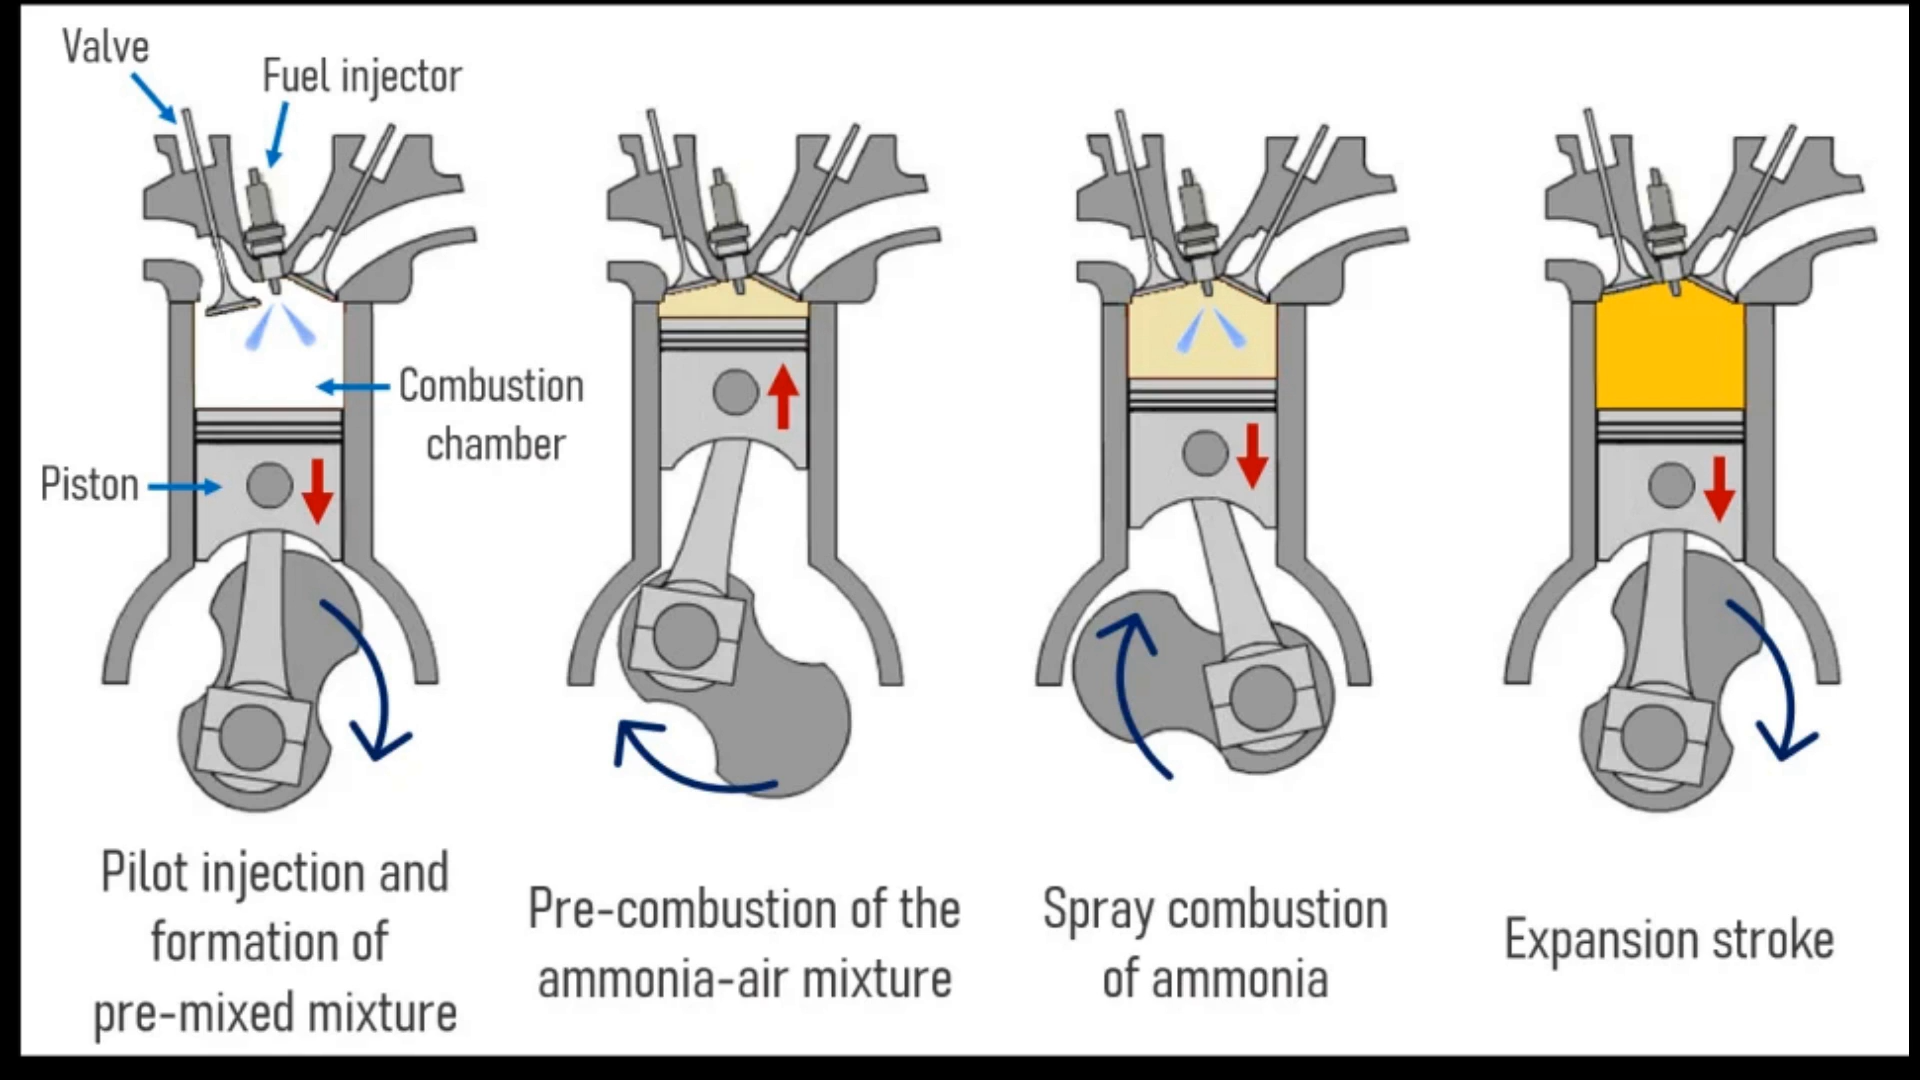 Valve
Fuel injector
Combustion
chamber
Piston
Pilot injection and
formation of
pre-mixed mixture
Pre-combustion of the
ammonia-air mixture
Spray combustion
of ammonia
Expansion stroke